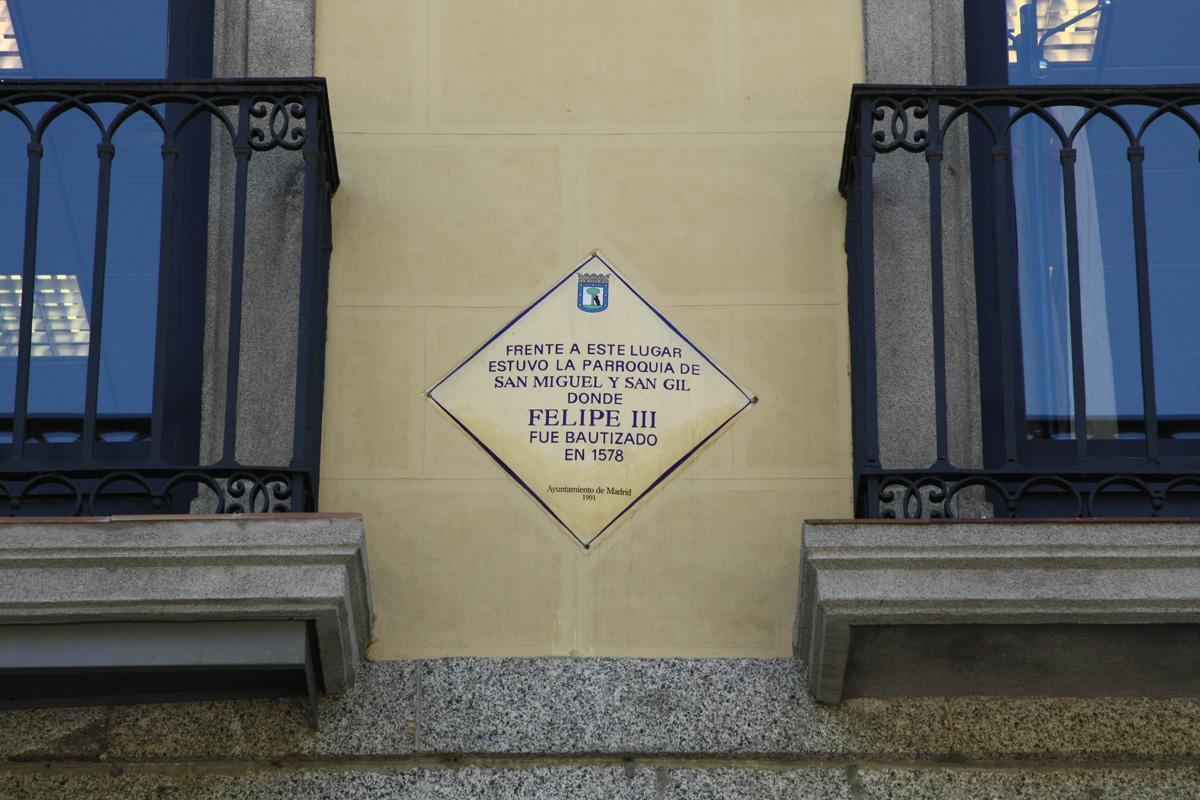 FRENTE A ESTE LUGAR
ESTUVO LA PARROQUIA DE
SAN MIGUEL Y SAN GIL
DONDE
FELIPE III
FUE BAUTIZADO
EN 1578
Ayuntamiento de Madrid
1991